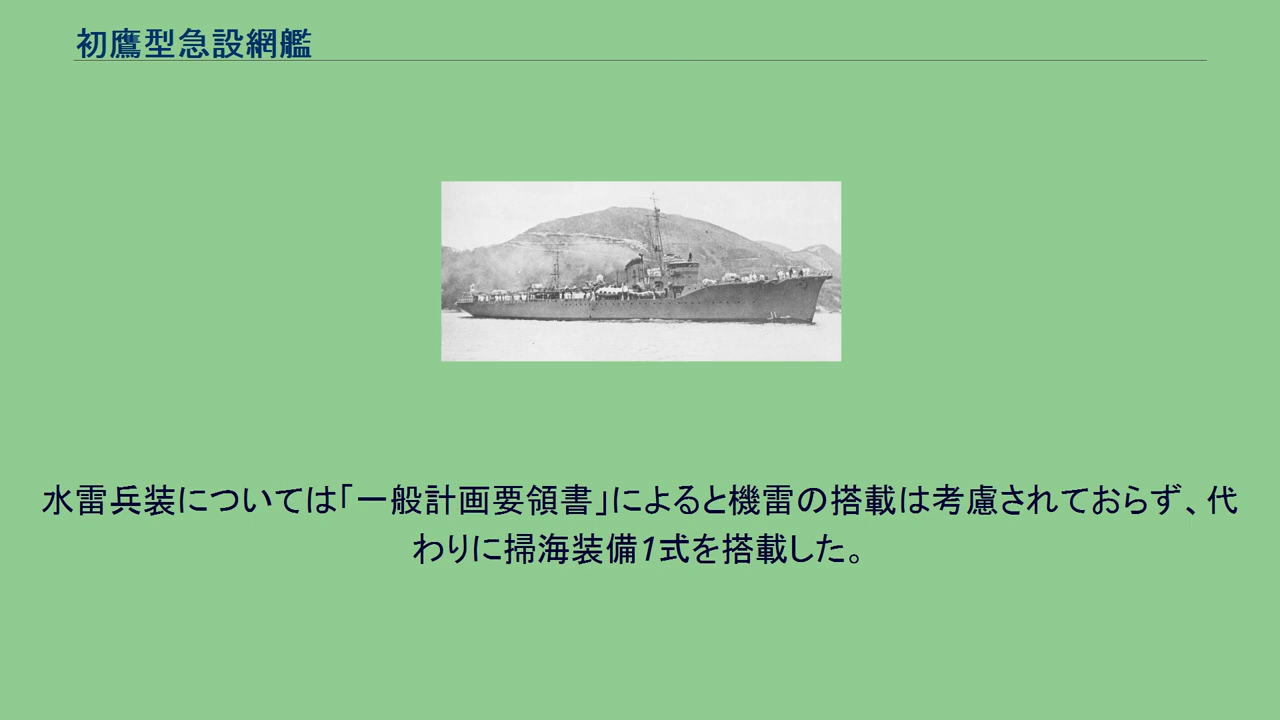 初鷹型急設網艦
水雷兵装については｢一般計画要領書｣によると機雷の搭載は考慮されておらず、代
わりに掃海装備1式を搭載した。